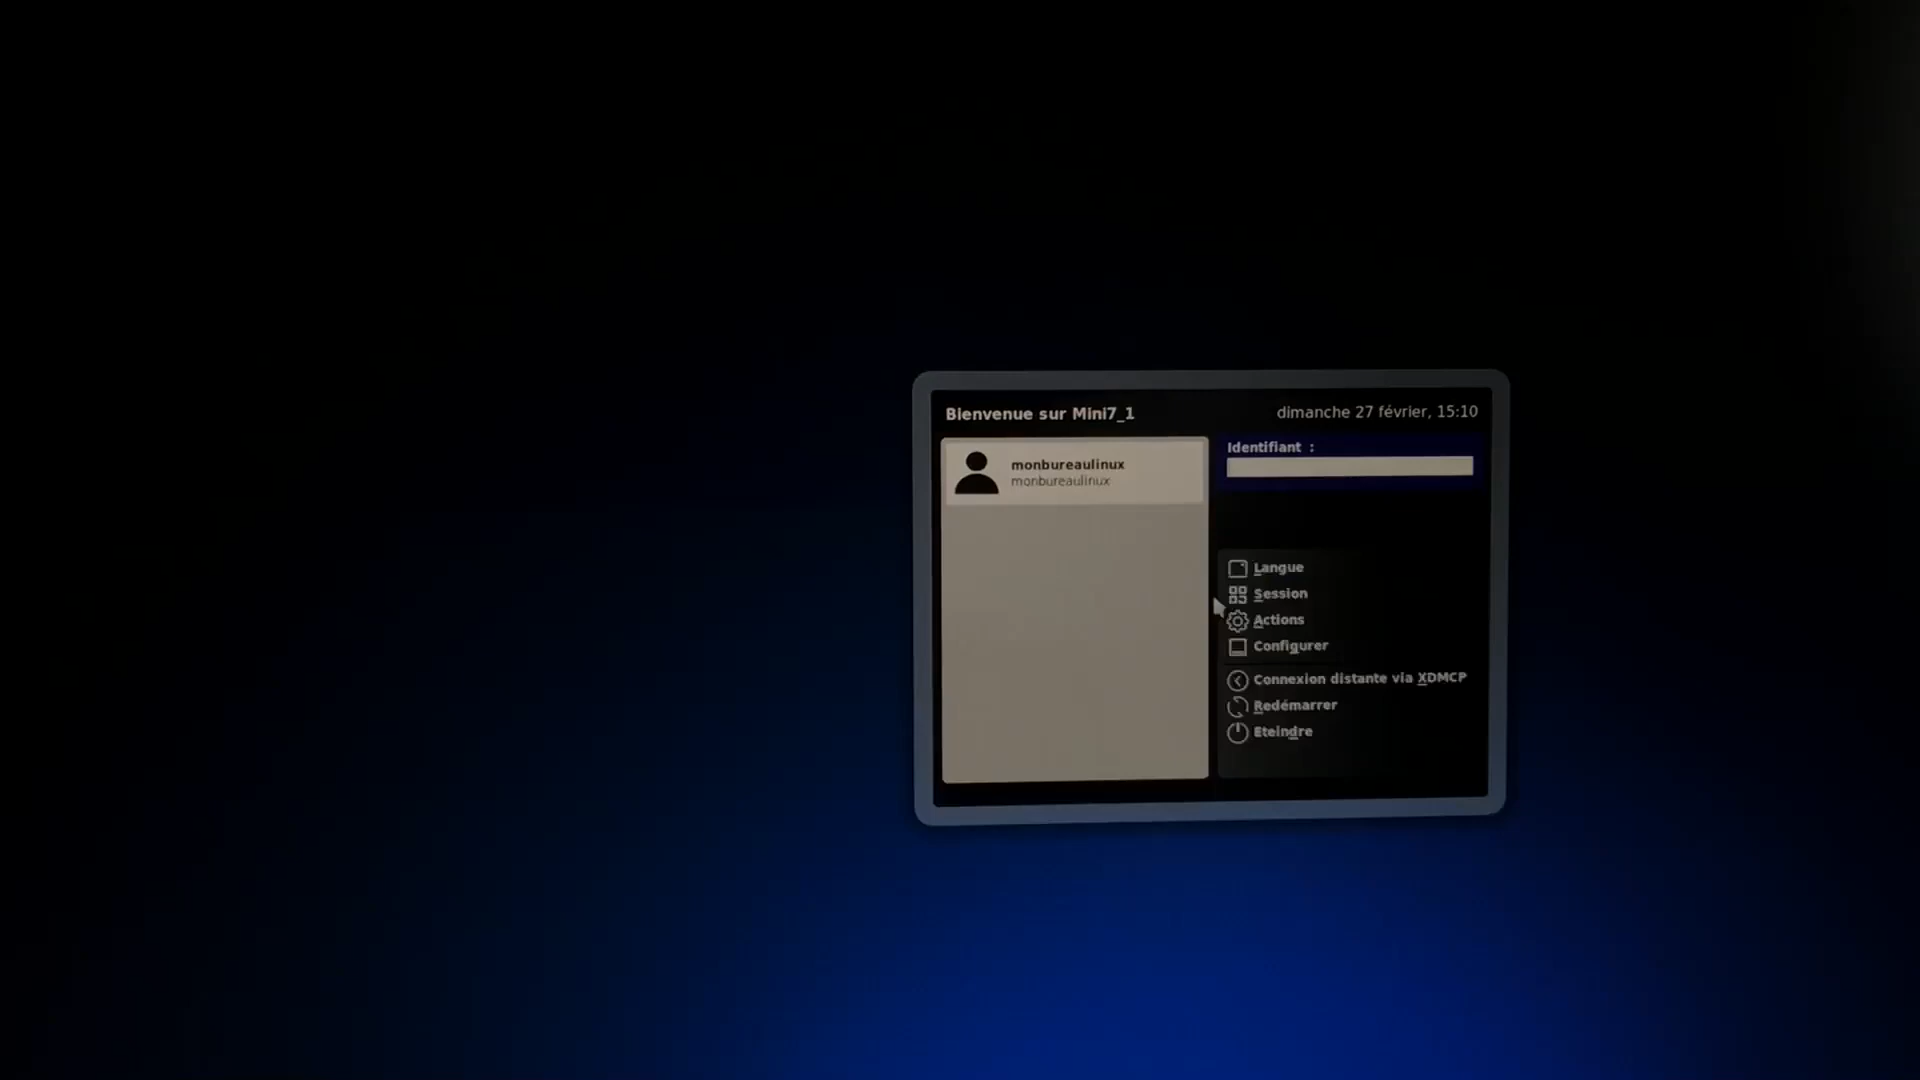 Bienvenue sur Mini7_1
dimanche 27 février, 15:10
monbureaulinux
monbureaulinux
Identifiant :
Langue
Session
Actions
Configurer
Connexion distante via XDMCP
Redémarrer
Eteindre